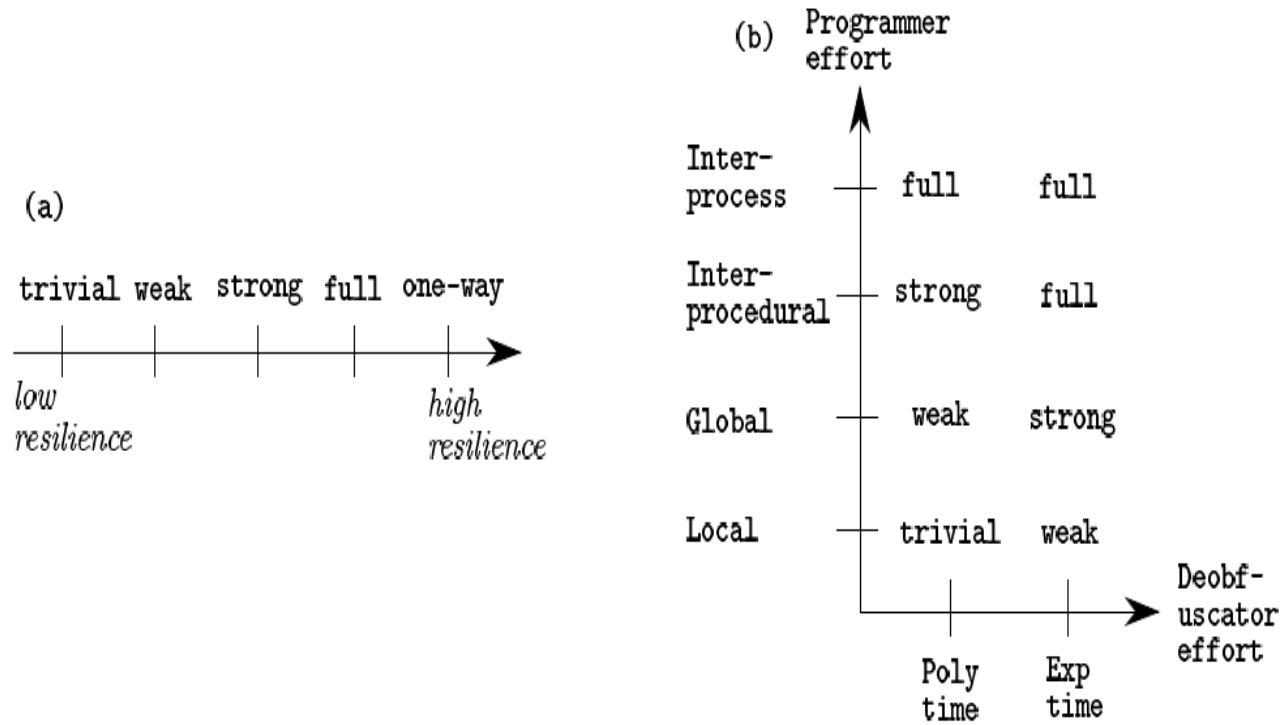 (a)
trivial weak strong full one-way
low
resilience
high
resilience
(b)
Programmer
effort
Inter-
process
full full
Inter-
procedural
strong full
Global
weak strong
Local
trivial weak
Deobf-
uscator
effort
Poly
time
Exp
time